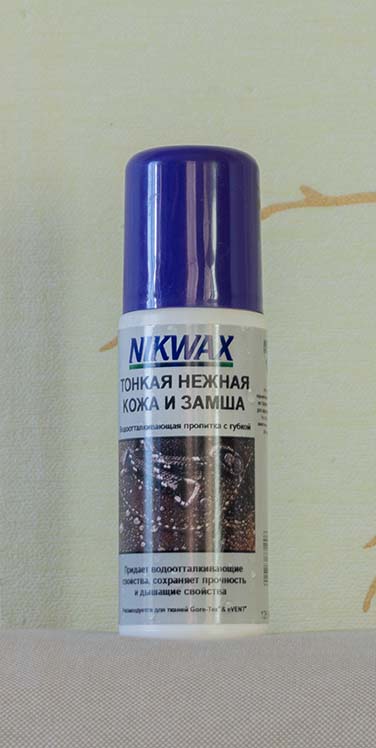 NIKWAX
ТОНКАЯ НЕЖНАЯ
КОЖА И ЗАМША
Водоотталкивающая пропитка с губкой
Придает водоотталкивающие
свойства, сохраняет прочность
и дышащие свойства
Рекомендуется для тканей Gore-Tex® & eVENT®